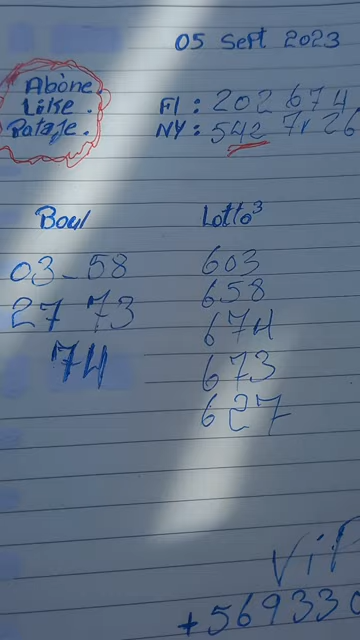 05 Sept 2023
Abòne
Like.
Pataje.
Fl : 202 674
NY : 542 71 26
Boul
Lotto³
03-58
603
27 73
658
74
674
673
627
ViP
+569330